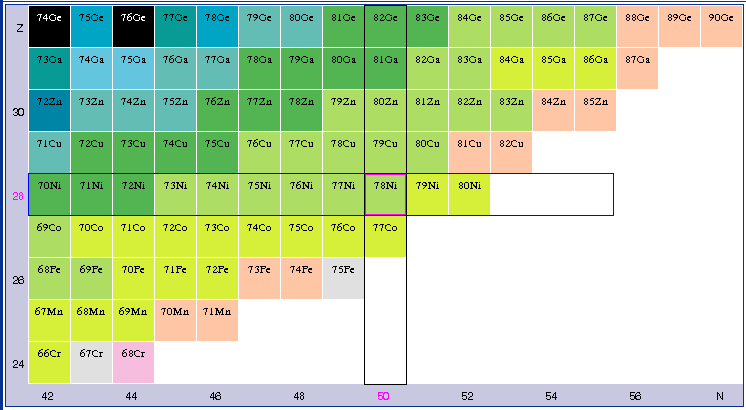 Z 74Ge 75Ge 76Ge 77Ge 78Ge 79Ge 80Ge 81Ge 82Ge 83Ge 84Ge 85Ge 86Ge 87Ge 88Ge 89Ge 90Ge
73Ga 74Ga 75Ga 76Ga 77Ga 78Ga 79Ga 80Ga 81Ga 82Ga 83Ga 84Ga 85Ga 86Ga 87Ga
30 72Zn 73Zn 74Zn 75Zn 76Zn 77Zn 78Zn 79Zn 80Zn 81Zn 82Zn 83Zn 84Zn 85Zn
71Cu 72Cu 73Cu 74Cu 75Cu 76Cu 77Cu 78Cu 79Cu 80Cu 81Cu 82Cu
28 70Ni 71Ni 72Ni 73Ni 74Ni 75Ni 76Ni 77Ni 78Ni 79Ni 80Ni
69Co 70Co 71Co 72Co 73Co 74Co 75Co 76Co 77Co
26 68Fe 69Fe 70Fe 71Fe 72Fe 73Fe 74Fe 75Fe
67Mn 68Mn 69Mn 70Mn 71Mn
24 66Cr 67Cr 68Cr
42 44 46 48 50 52 54 56 N